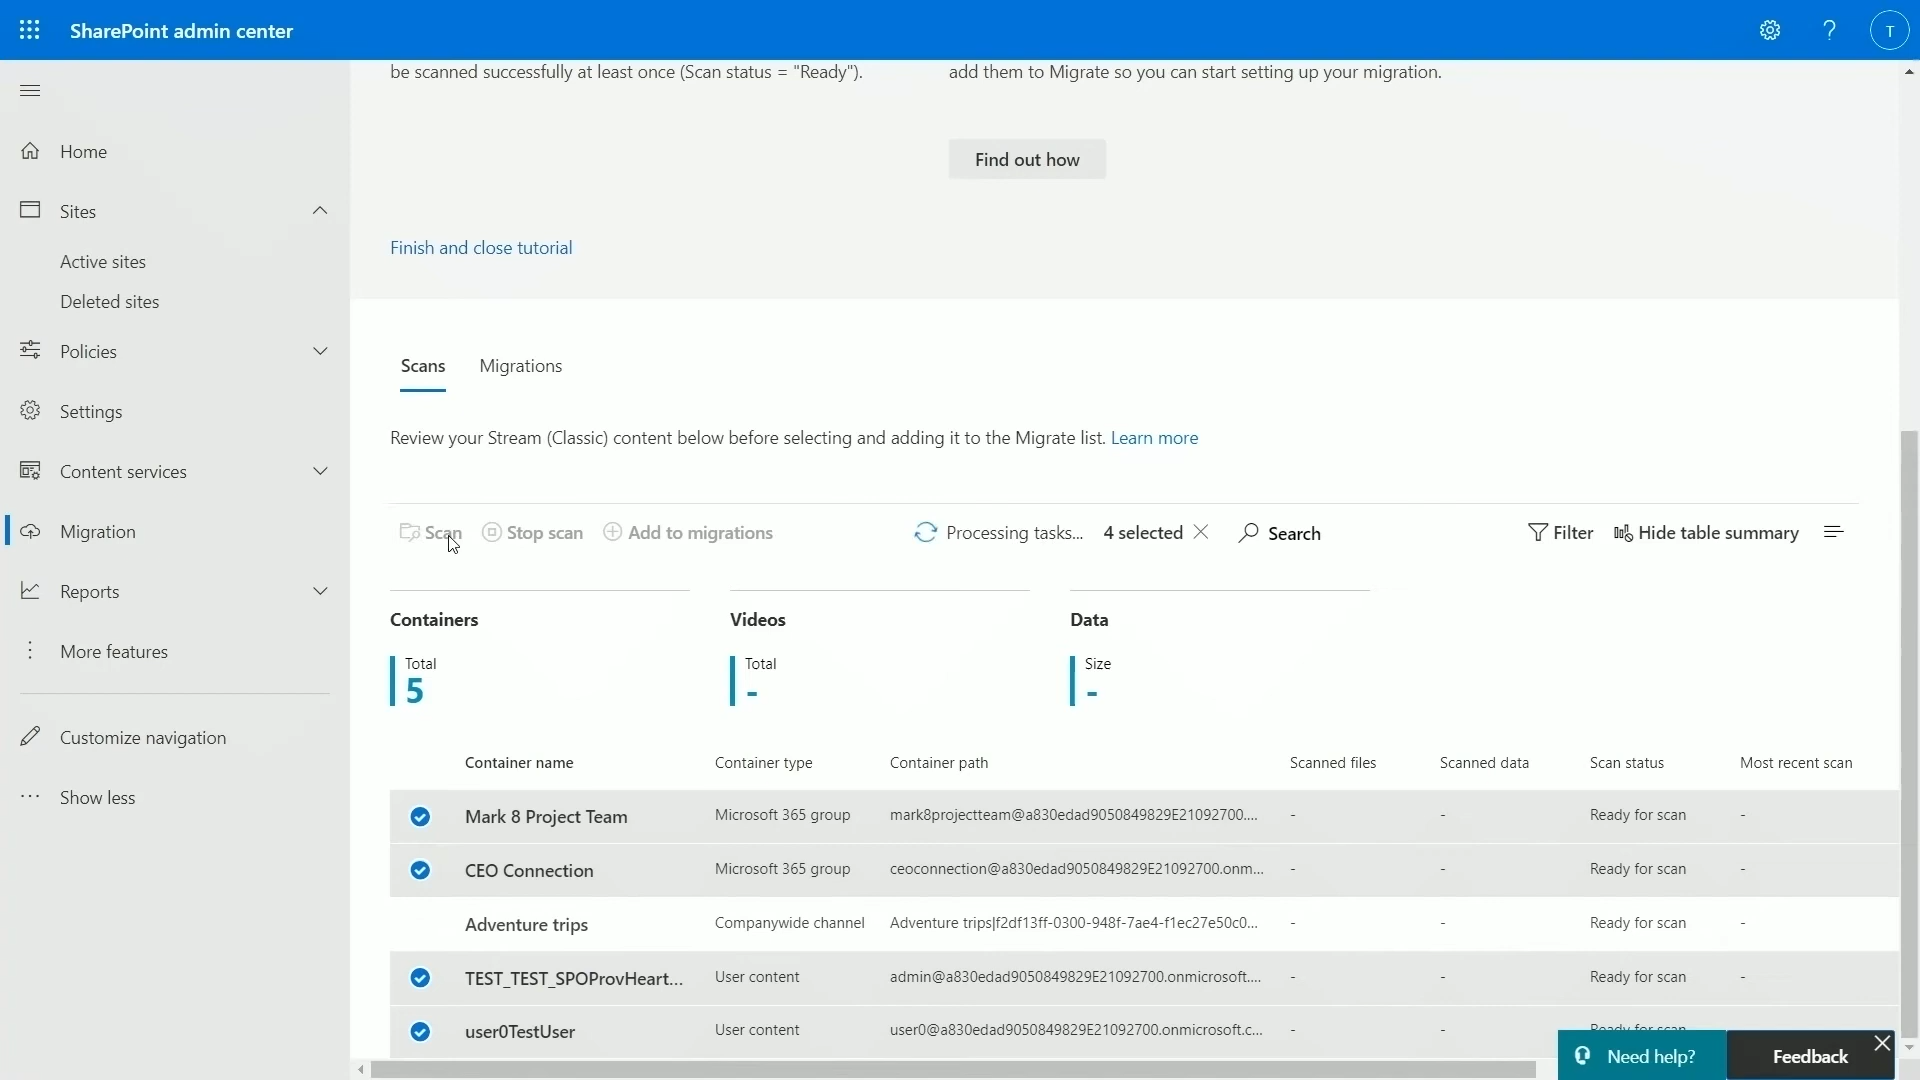 SharePoint admin center
T
be scanned successfully at least once (Scan status = "Ready").
add them to Migrate so you can start setting up your migration.
Home
Find out how
Sites
Finish and close tutorial
Active sites
Deleted sites
Policies
Scans Migrations
Settings
Review your Stream (Classic) content below before selecting and adding it to the Migrate list. Learn more
Content services
Migration
Scan Stop scan Add to migrations Processing tasks... 4 selected Search Filter Hide table summary
Reports
Containers Videos Data
More features
Total Total Size
5 - -
Customize navigation
Container name Container type Container path Scanned files Scanned data Scan status Most recent scan
Show less
Mark 8 Project Team Microsoft 365 group mark8projectteam@a830edad9050849829E21092700.... - - Ready for scan -
CEO Connection Microsoft 365 group ceoconnection@a830edad9050849829E21092700.onm... - - Ready for scan -
Adventure trips Companywide channel Adventure trips|f2df13ff-0300-948f-7ae4-f1ec27e50c0... - - Ready for scan -
TEST_TEST_SPOProvHeart... User content admin@a830edad9050849829E21092700.onmicrosoft.... - - Ready for scan -
user0TestUser User content user0@a830edad9050849829E21092700.onmicrosoft.c... - - Ready for scan
Need help? Feedback